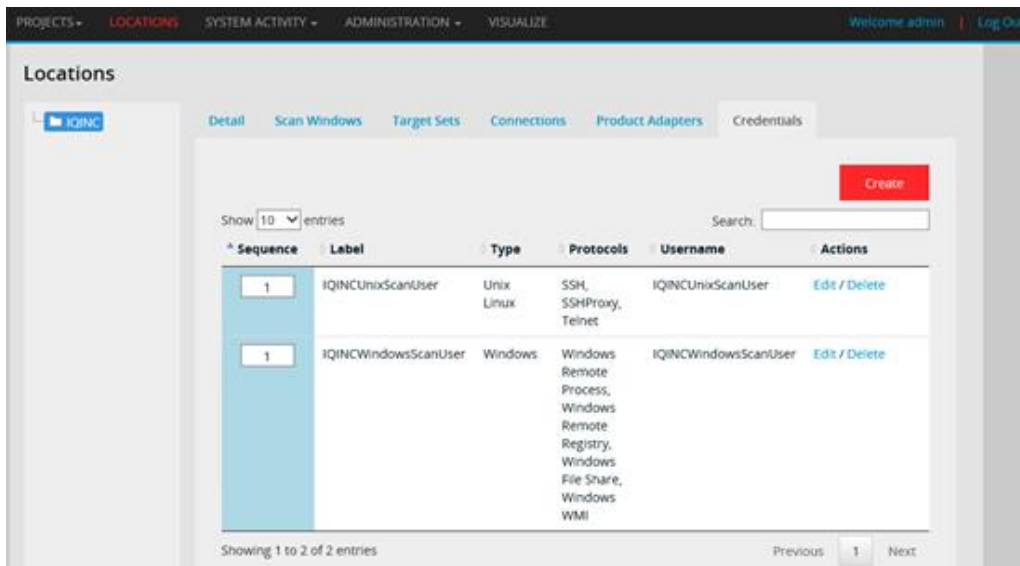 PROJECTS LOCATIONS SYSTEM ACTIVITY ADMINISTRATION VISUALIZE Welcome admin | Log Ou
Locations
IQINC
Detail Scan Windows Target Sets Connections Product Adapters Credentials
Create
Show 10 entries Search:
Sequence Label Type Protocols Username Actions
1 IQINCUnixScanUser Unix SSH, IQINCUnixScanUser Edit / Delete
Linux SSHProxy,
Telnet
1 IQINCWindowsScanUser Windows Windows IQINCWindowsScanUser Edit / Delete
Remote
Process,
Windows
Remote
Registry,
Windows
File Share,
Windows
WMI
Showing 1 to 2 of 2 entries Previous 1 Next